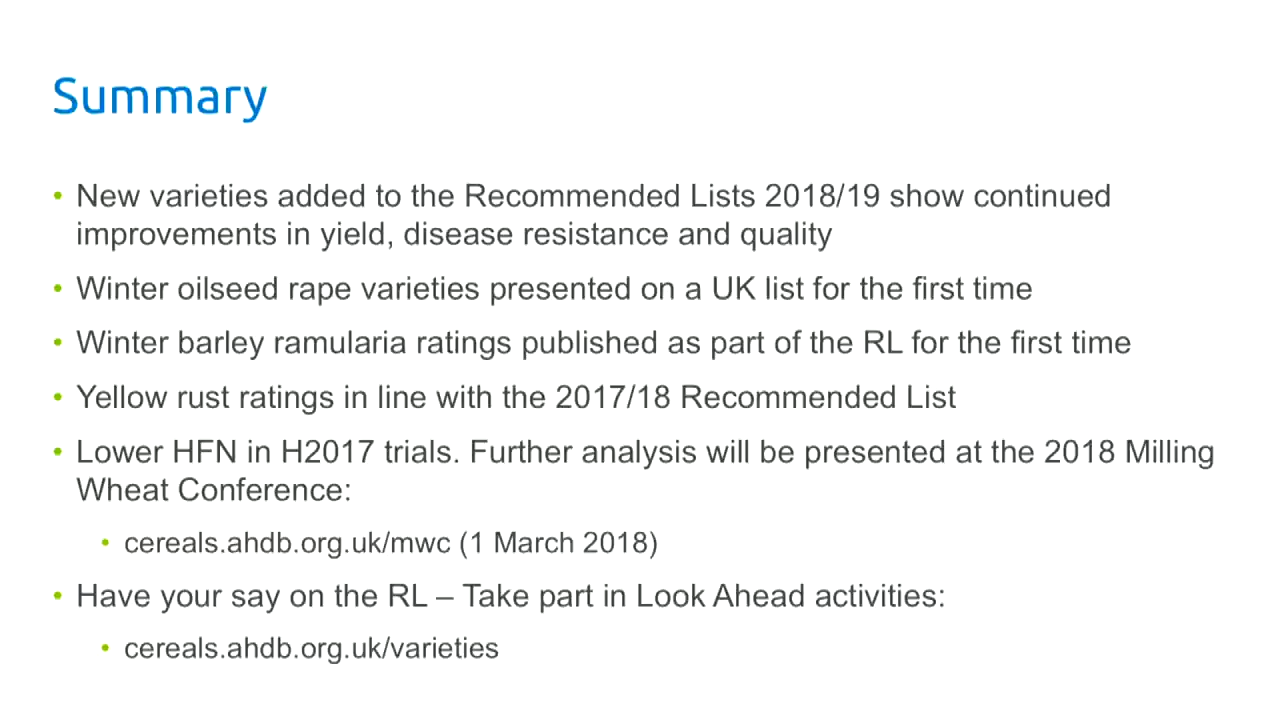 Summary
• New varieties added to the Recommended Lists 2018/19 show continued
improvements in yield, disease resistance and quality
• Winter oilseed rape varieties presented on a UK list for the first time
• Winter barley ramularia ratings published as part of the RL for the first time
• Yellow rust ratings in line with the 2017/18 Recommended List
• Lower HFN in H2017 trials. Further analysis will be presented at the 2018 Milling
Wheat Conference:
• cereals.ahdb.org.uk/mwc (1 March 2018)
• Have your say on the RL – Take part in Look Ahead activities:
• cereals.ahdb.org.uk/varieties